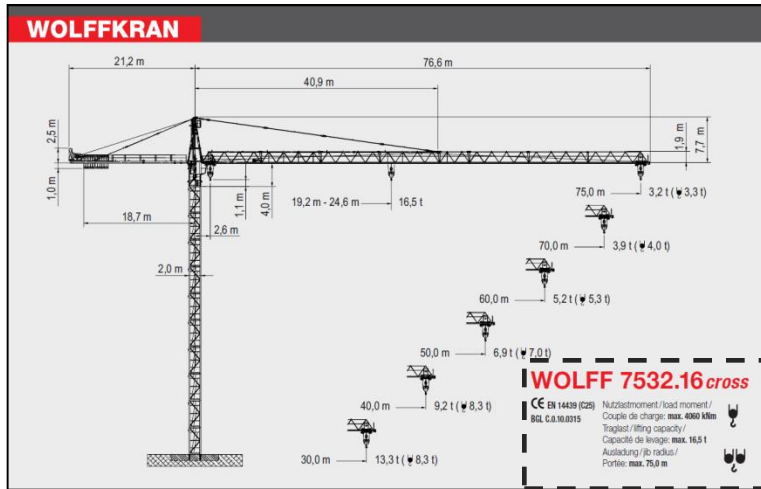 WOLFFKRAN
21,2 m
76,6 m
40,9 m
2,5 m
1,9 m
7,7 m
1,0 m
18,7 m
1,1 m
4,0 m
2,6 m
19,2 m - 24,6 m 16,5 t
75,0 m 3,2 t ( 3,3 t)
2,0 m
70,0 m 3,9 t ( 4,0 t)
60,0 m 5,2 t ( 5,3 t)
50,0 m 6,9 t ( 7,0 t)
40,0 m 9,2 t ( 8,3 t)
30,0 m 13,3 t ( 8,3 t)
WOLFF 7532.16 cross
CE EN 14439 (C25)
BGL C.0.10.0315
Nutzlastmoment / load moment /
Couple de charge: max. 4060 kNm
Traglast / lifting capacity /
Capacité de levage: max. 16,5 t
Ausladung / jib radius /
Portée: max. 75,0 m